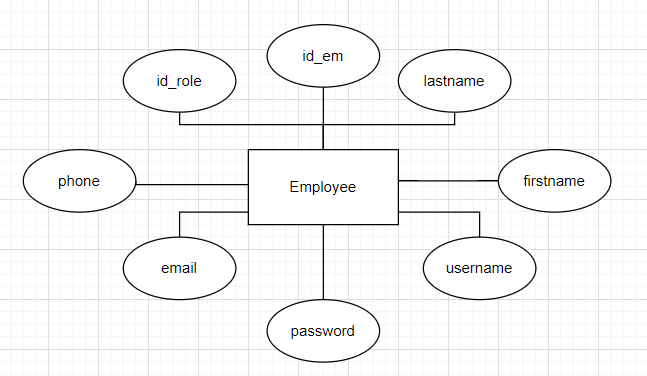 id_em
id_role
lastname
phone
Employee
firstname
email
username
password